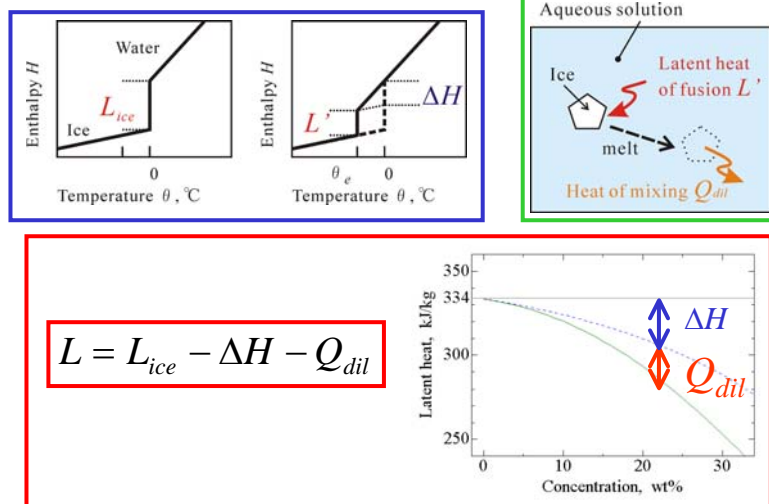 Enthalpy H
Water
L_ice
Ice
0
Temperature θ, ℃
Enthalpy H
L’
ΔH
θ_e
0
Temperature θ, ℃
Aqueous solution
Ice
Latent heat
of fusion L’
melt
Heat of mixing Q_dil
L = L_ice − ΔH − Q_dil
Latent heat, kJ/kg
350
334
300
250
ΔH
Q_dil
0
10
20
30
Concentration, wt%